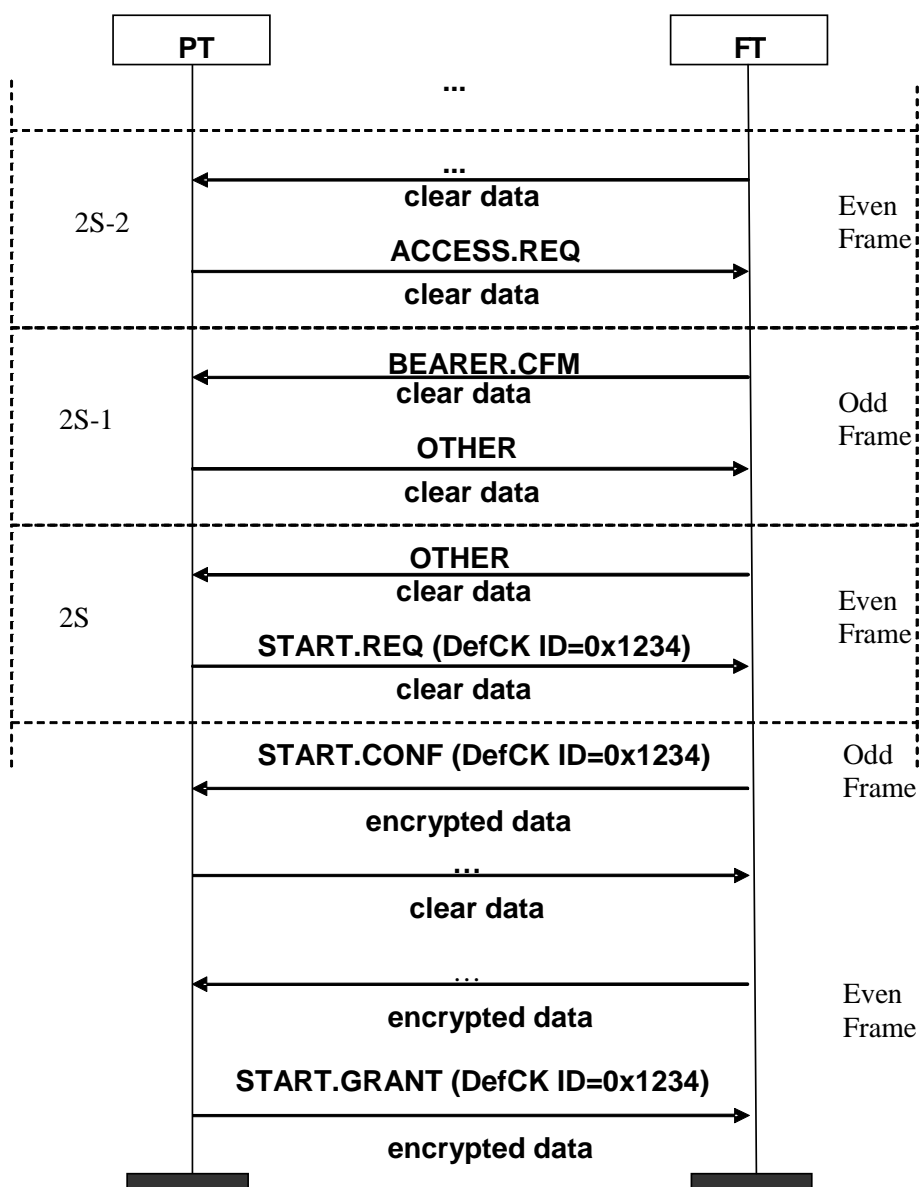 PT
FT
...
...
clear data
2S-2
Even
Frame
ACCESS.REQ
clear data
BEARER.CFM
clear data
2S-1
Odd
Frame
OTHER
clear data
OTHER
clear data
2S
Even
Frame
START.REQ (DefCK ID=0x1234)
clear data
START.CONF (DefCK ID=0x1234)
Odd
Frame
encrypted data
...
clear data
...
Even
Frame
encrypted data
START.GRANT (DefCK ID=0x1234)
encrypted data